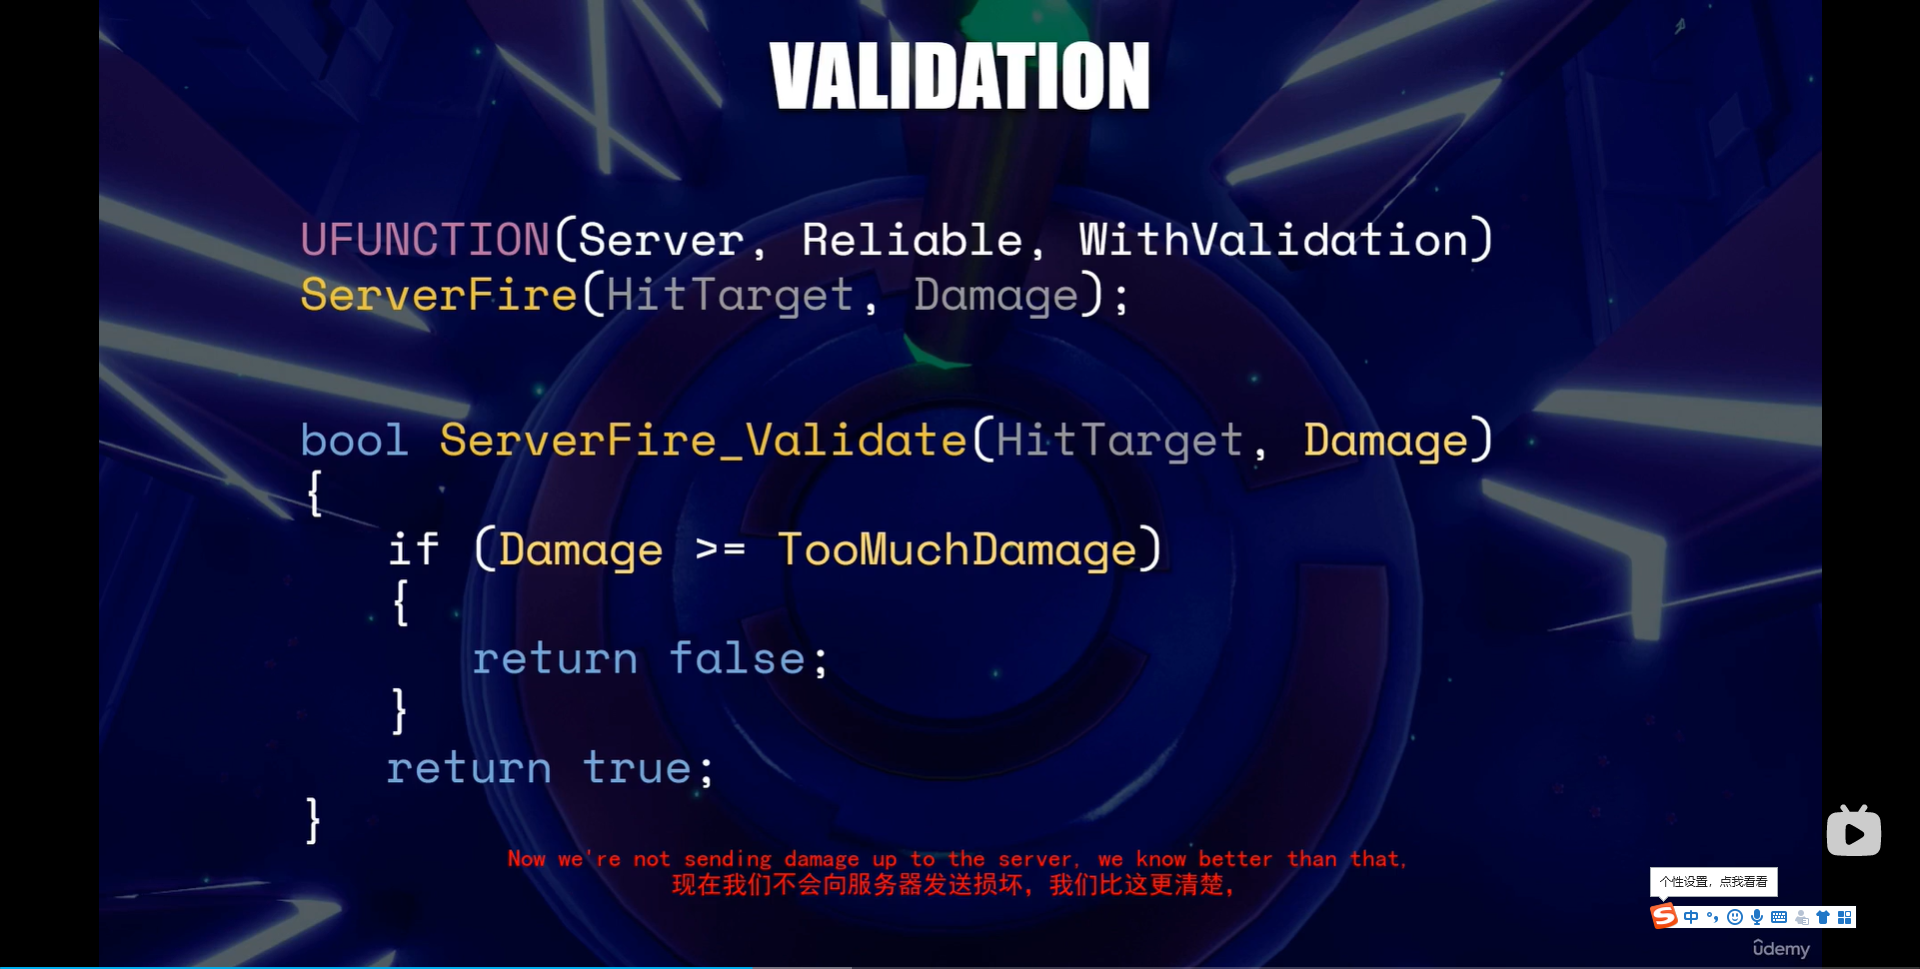 VALIDATION
UFUNCTION(Server, Reliable, WithValidation)
ServerFire(HitTarget, Damage);
bool ServerFire_Validate(HitTarget, Damage)
{
if (Damage >= TooMuchDamage)
{
return false;
}
return true;
}
Now we're not sending damage up to the server, we know better than that,
现在我们不会向服务器发送损坏，我们比这更清楚，
个性设置，点我看看
S 中
ûdemy